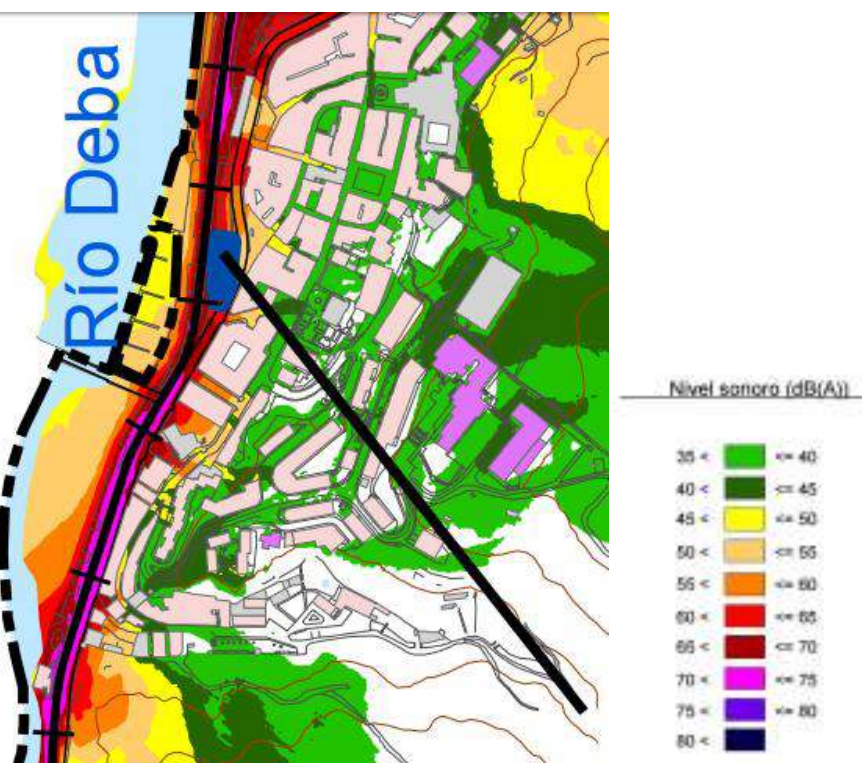 Río Deba
Nivel sonoro (dB(A))
35 < <= 40
40 < <= 45
45 < <= 50
50 < <= 55
55 < <= 60
60 < <= 65
65 < <= 70
70 < <= 75
75 < <= 80
80 <